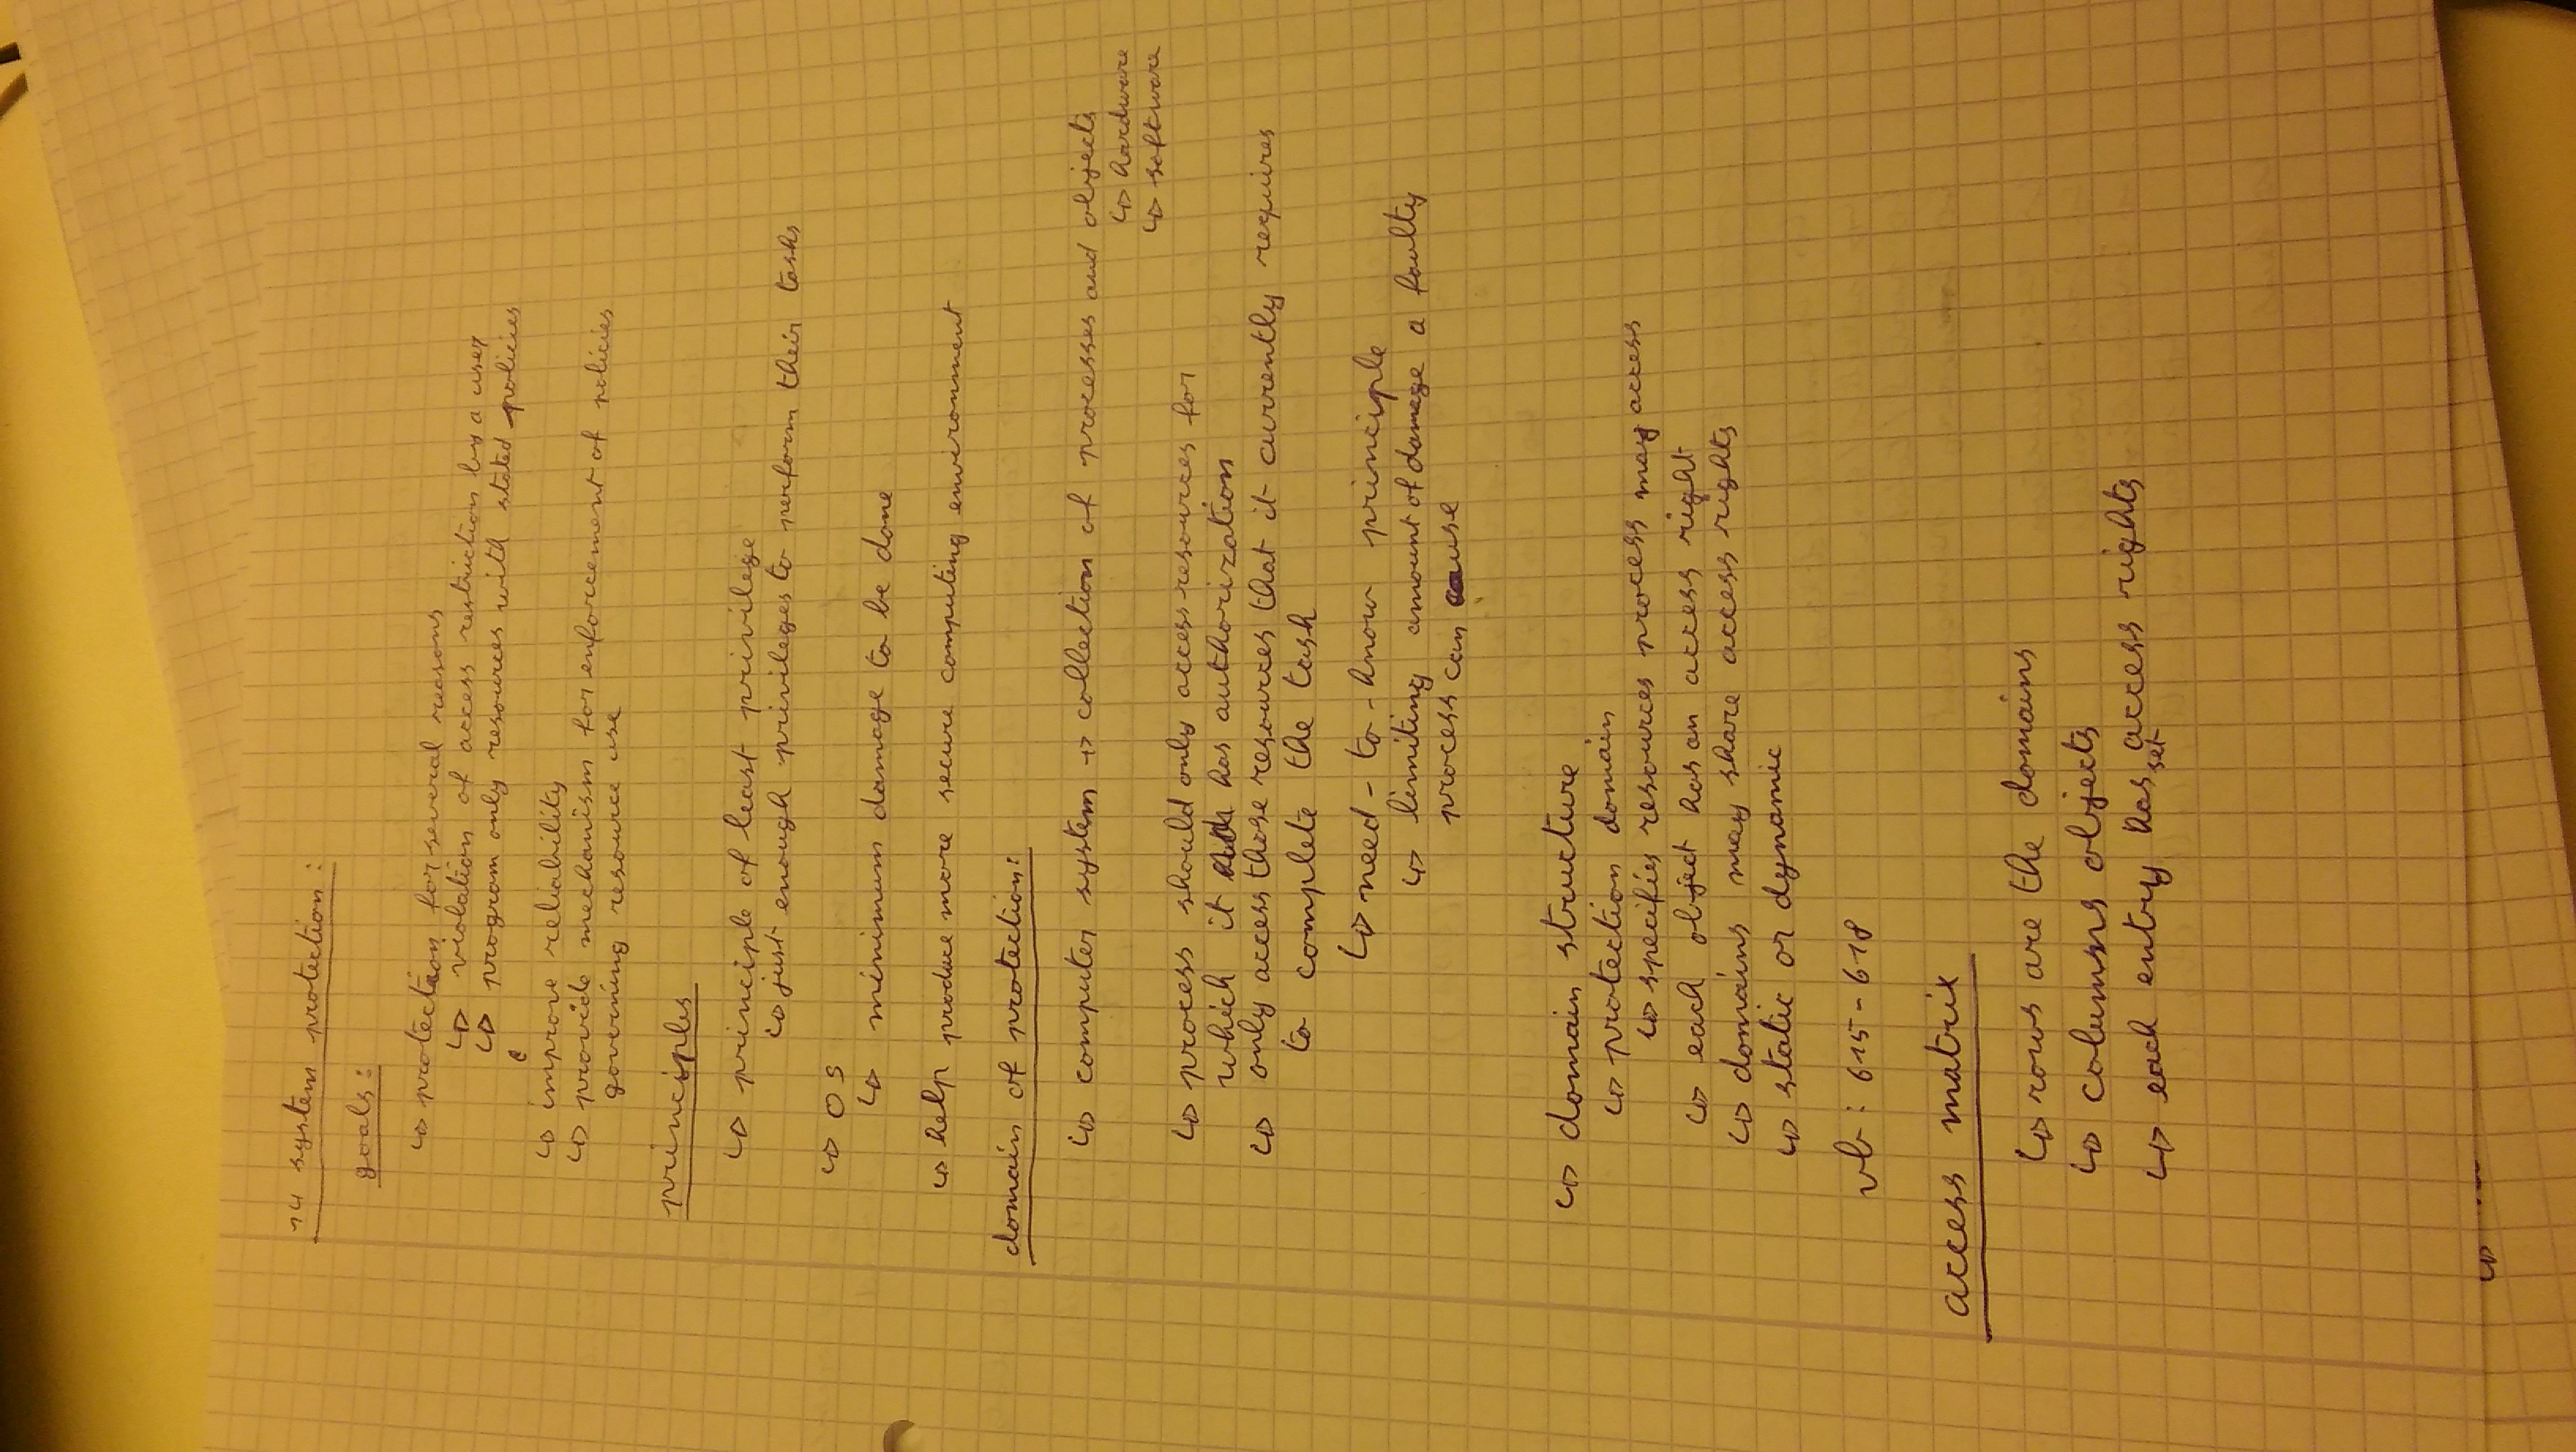 14 system protection:
goals:
↳ protection for several reasons
↳ violation of access restriction by a user
↳ program only resources with stated policies
↳ improve reliability
↳ provide mechanism for enforcement of policies
governing resource use
principles
↳ principle of least privilege
↳ just enough privileges to perform their tasks
↳ OS
↳ minimum damage to be done
↳ help produce more secure computing environment
domain of protection:
↳ computer system → collection of processes and objects
↳ hardware
↳ software
↳ process should only access resources for
which it has authorization
↳ only access those resources that it currently requires
to complete the task
↳ need-to-know principle
↳ limiting amount of damage a faulty
process can cause
↳ domain structure
↳ protection domain
↳ specifies resources process may access
↳ each object has an access right
↳ domains may share access rights
↳ static or dynamic
vb: 615-618
access matrix
↳ rows are the domains
↳ columns objects
↳ each entry has set access rights